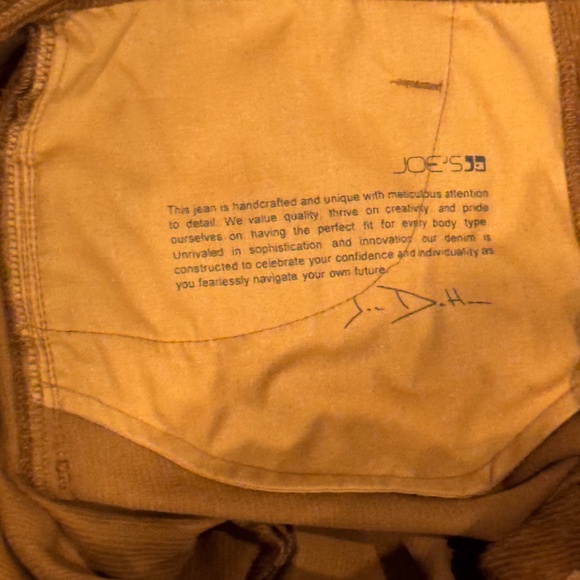 JOE'S
This jean is handcrafted and unique with meticulous attention
to detail. We value quality, thrive on creativity, and pride
ourselves on having the perfect fit for every body type.
Unrivaled in sophistication and innovation our denim is
constructed to celebrate your confidence and individuality as
you fearlessly navigate your own future.
Joe Dahan